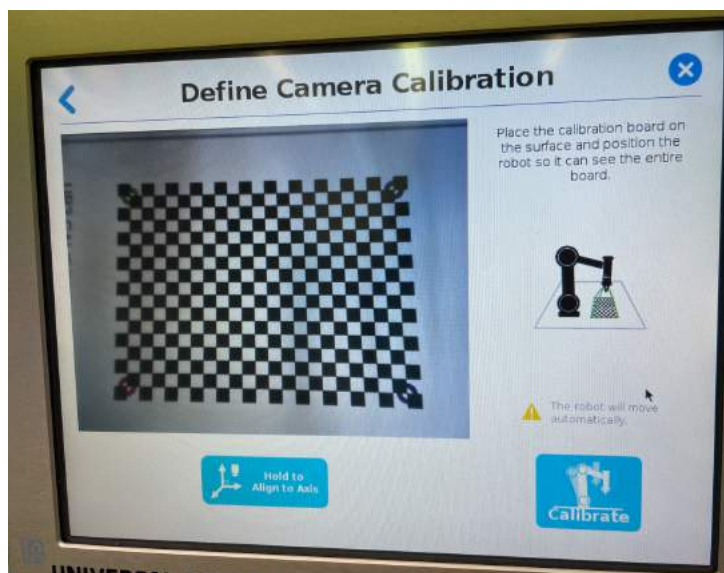 Define Camera Calibration
Place the calibration board on
the surface and position the
robot so it can see the entire
board.
The robot will move
automatically.
Hold to
Align to Axis
Calibrate